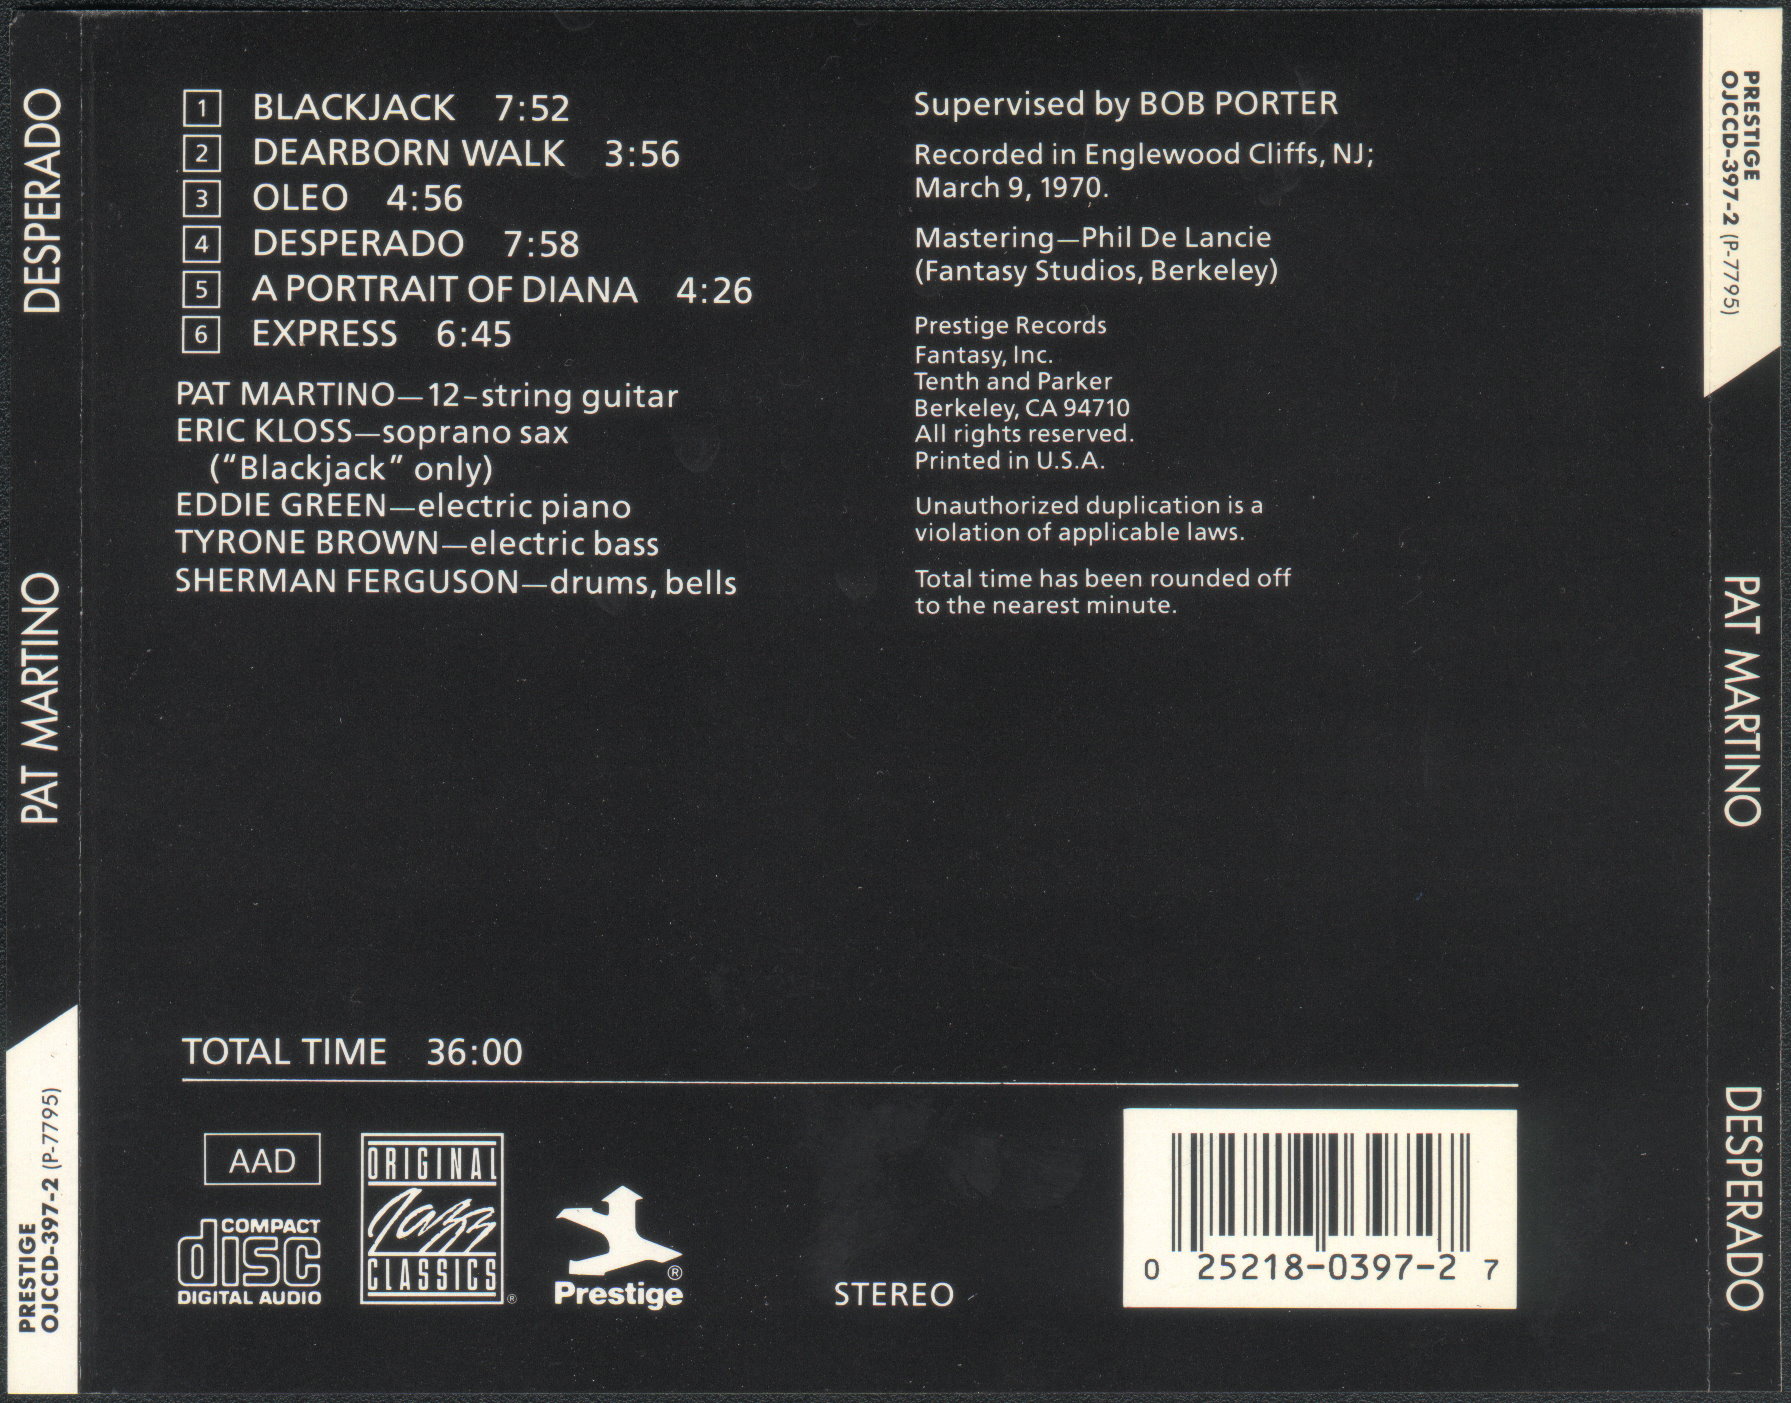 DESPERADO
PAT MARTINO
PRESTIGE
OJCCD-397-2 (P-7795)
1 BLACKJACK 7:52
2 DEARBORN WALK 3:56
3 OLEO 4:56
4 DESPERADO 7:58
5 A PORTRAIT OF DIANA 4:26
6 EXPRESS 6:45
PAT MARTINO—12-string guitar
ERIC KLOSS—soprano sax
("Blackjack" only)
EDDIE GREEN—electric piano
TYRONE BROWN—electric bass
SHERMAN FERGUSON—drums, bells
Supervised by BOB PORTER
Recorded in Englewood Cliffs, NJ;
March 9, 1970.
Mastering—Phil De Lancie
(Fantasy Studios, Berkeley)
Prestige Records
Fantasy, Inc.
Tenth and Parker
Berkeley, CA 94710
All rights reserved.
Printed in U.S.A.
Unauthorized duplication is a
violation of applicable laws.
Total time has been rounded off
to the nearest minute.
TOTAL TIME 36:00
AAD
COMPACT
disc
DIGITAL AUDIO
ORIGINAL
Jazz
CLASSICS
®
®
Prestige
STEREO
0 25218-0397-2 7
PRESTIGE
OJCCD-397-2 (P-7795)
PAT MARTINO
DESPERADO